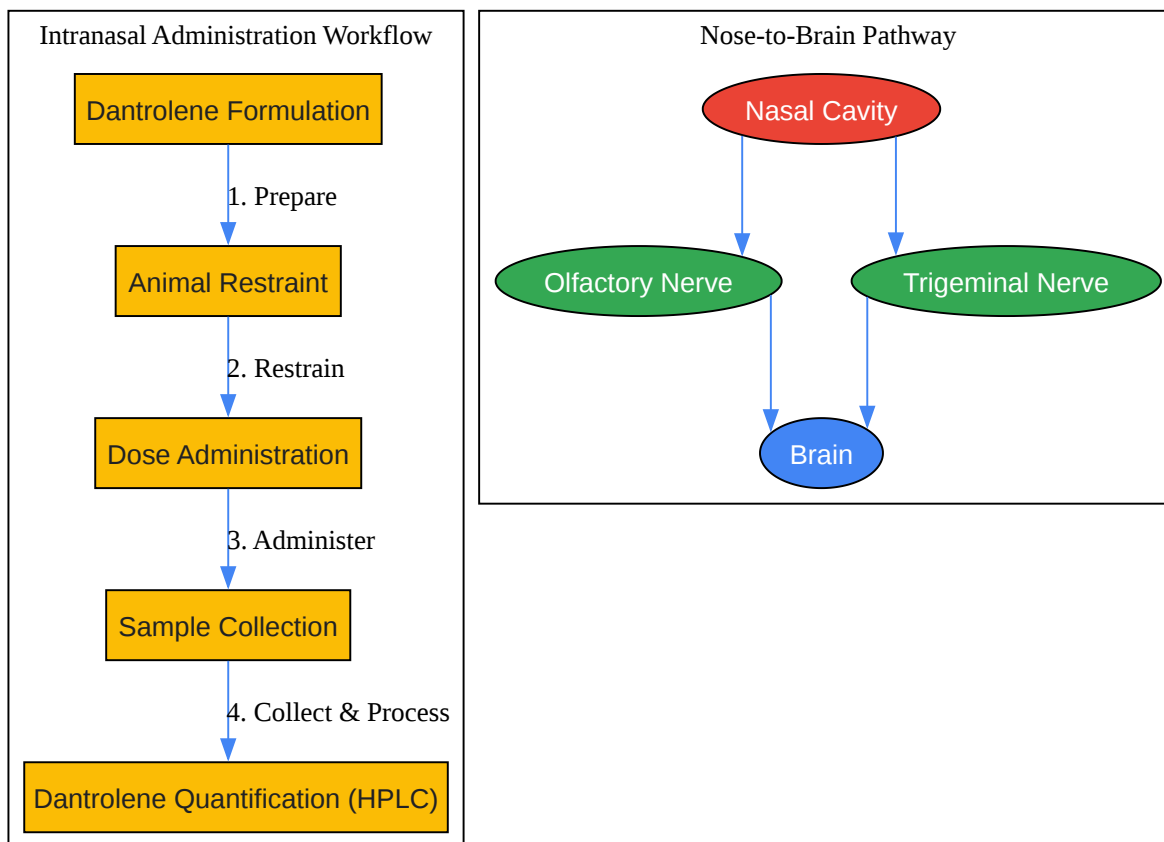 Intranasal Administration Workflow
Dantrolene Formulation
1. Prepare
Animal Restraint
2. Restrain
Dose Administration
3. Administer
Sample Collection
4. Collect & Process
Dantrolene Quantification (HPLC)
Nose-to-Brain Pathway
Nasal Cavity
Olfactory Nerve
Trigeminal Nerve
Brain